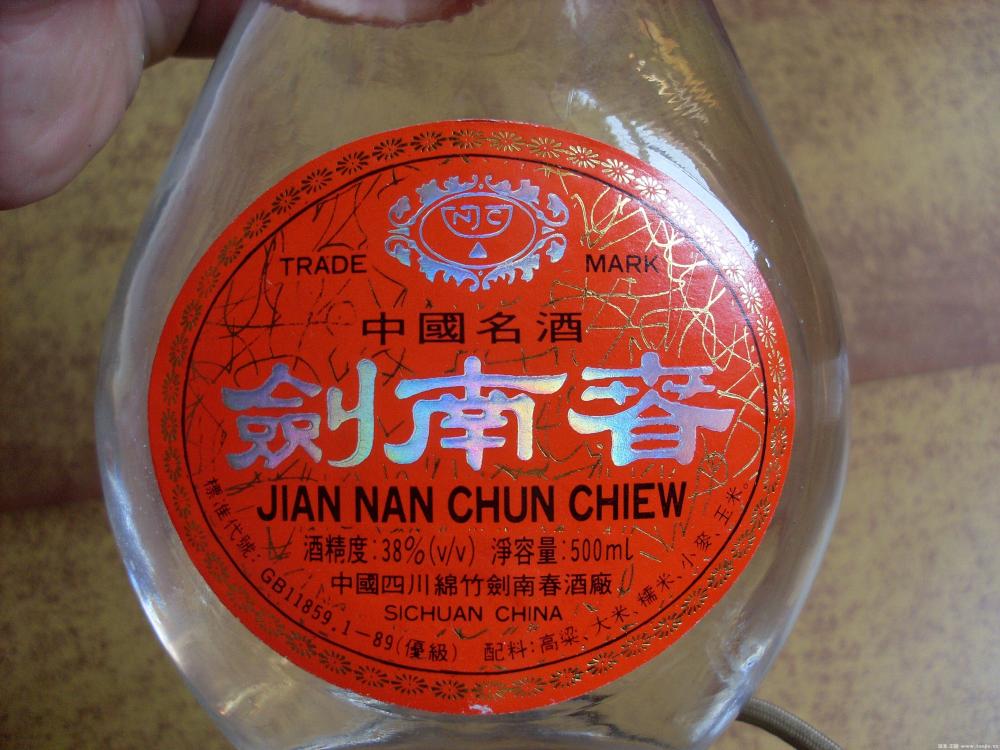 NJC
TRADE MARK
中國名酒
劍南春
JIAN NAN CHUN CHIEW
酒精度:38%(v/v) 淨容量:500ml
中國四川綿竹劍南春酒廠
SICHUAN CHINA
標准代號:GB11859.1-89(優級) 配料:高粱、大米、糯米、小麥、玉米。